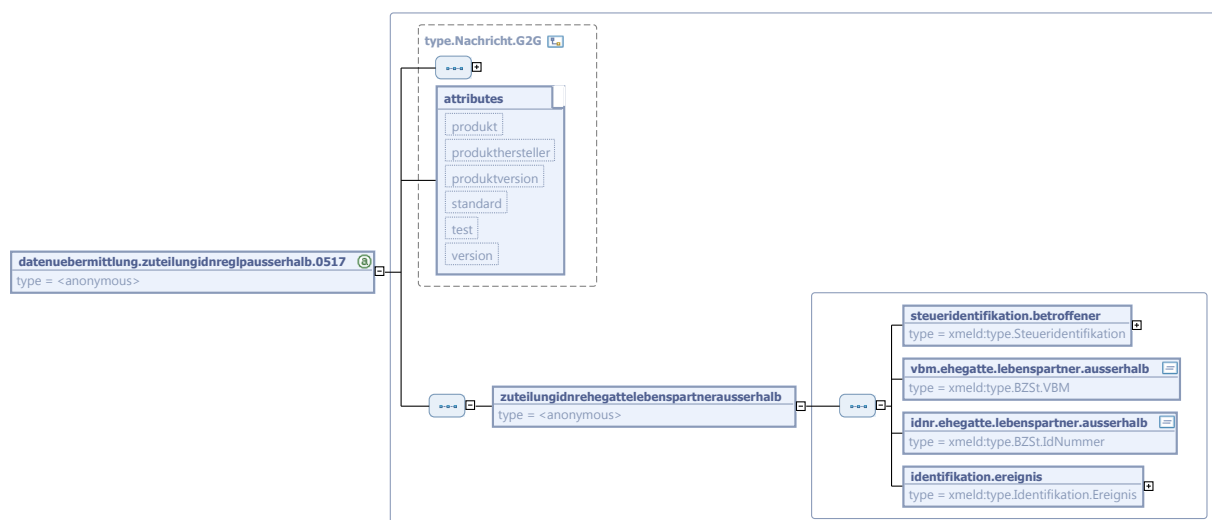 type.Nachricht.G2G
attributes
produkt
produkthersteller
produktversion
standard
test
version
datenuebermittlung.zuteilungidnreglpausserhalb.0517
type = <anonymous>
zuteilungidnrehegattelebenspartnerausserhalb
type = <anonymous>
steueridentifikation.betroffener
type = xmeld:type.Steueridentifikation
vbm.ehegatte.lebenspartner.ausserhalb
type = xmeld:type.BZSt.VBM
idnr.ehegatte.lebenspartner.ausserhalb
type = xmeld:type.BZSt.IdNummer
identifikation.ereignis
type = xmeld:type.Identifikation.Ereignis